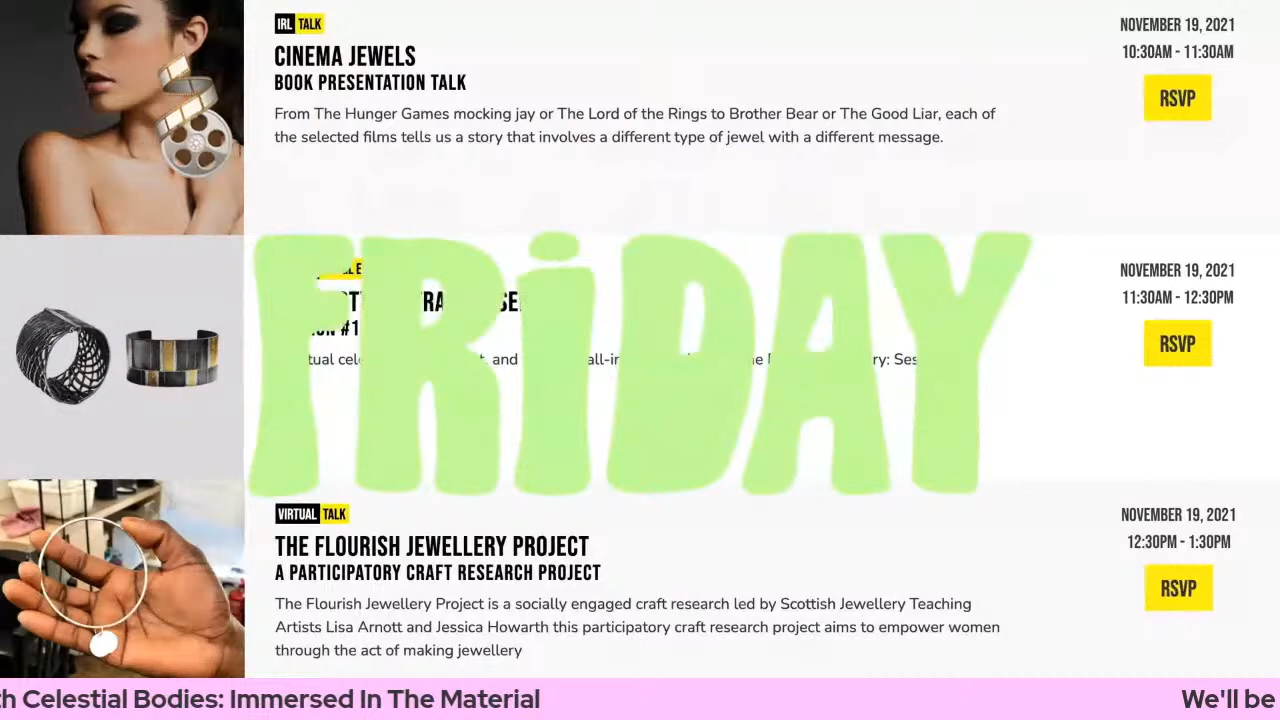 IRL TALK
CINEMA JEWELS
BOOK PRESENTATION TALK
From The Hunger Games mocking jay or The Lord of the Rings to Brother Bear or The Good Liar, each of
the selected films tells us a story that involves a different type of jewel with a different message.
NOVEMBER 19, 2021
10:30AM - 11:30AM
RSVP
FRiDAY
#1
and
NOVEMBER 19, 2021
11:30AM - 12:30PM
RSVP
VIRTUAL TALK
THE FLOURISH JEWELLERY PROJECT
A PARTICIPATORY CRAFT RESEARCH PROJECT
The Flourish Jewellery Project is a socially engaged craft research led by Scottish Jewellery Teaching
Artists Lisa Arnott and Jessica Howarth this participatory craft research project aims to empower women
through the act of making jewellery
NOVEMBER 19, 2021
12:30PM - 1:30PM
RSVP
Celestial Bodies: Immersed In The Material
We'll be